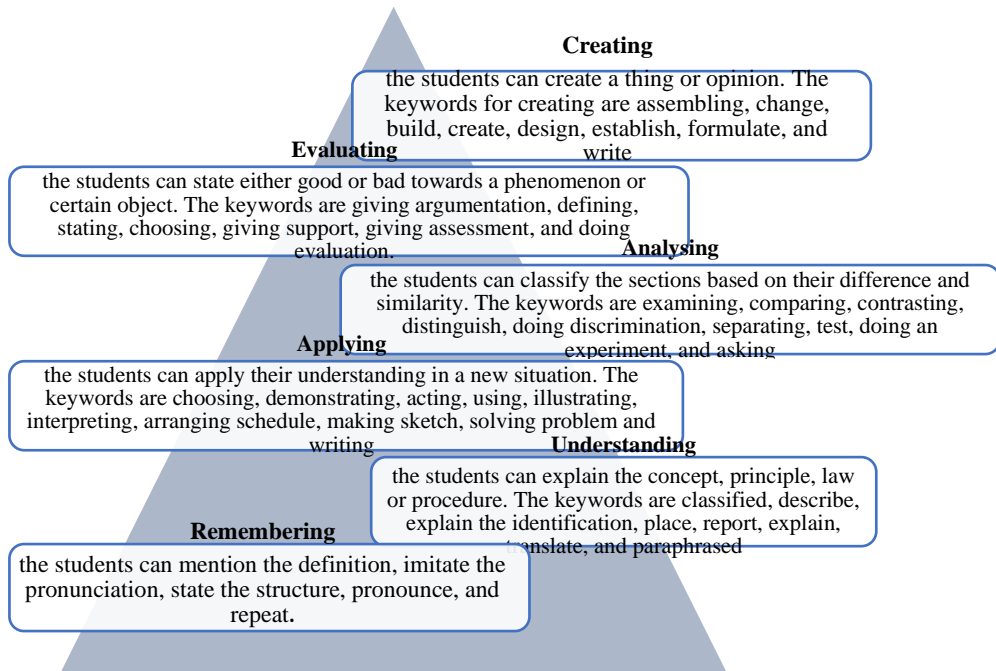 Creating
the students can create a thing or opinion. The
keywords for creating are assembling, change,
build, create, design, establish, formulate, and
write
Evaluating
the students can state either good or bad towards a phenomenon or
certain object. The keywords are giving argumentation, defining,
stating, choosing, giving support, giving assessment, and doing
evaluation.
Analysing
the students can classify the sections based on their difference and
similarity. The keywords are examining, comparing, contrasting,
distinguish, doing discrimination, separating, test, doing an
experiment, and asking
Applying
the students can apply their understanding in a new situation. The
keywords are choosing, demonstrating, acting, using, illustrating,
interpreting, arranging schedule, making sketch, solving problem and
writing
Understanding
the students can explain the concept, principle, law
or procedure. The keywords are classified, describe,
explain the identification, place, report, explain,
translate, and paraphrased
Remembering
the students can mention the definition, imitate the
pronunciation, state the structure, pronounce, and
repeat.